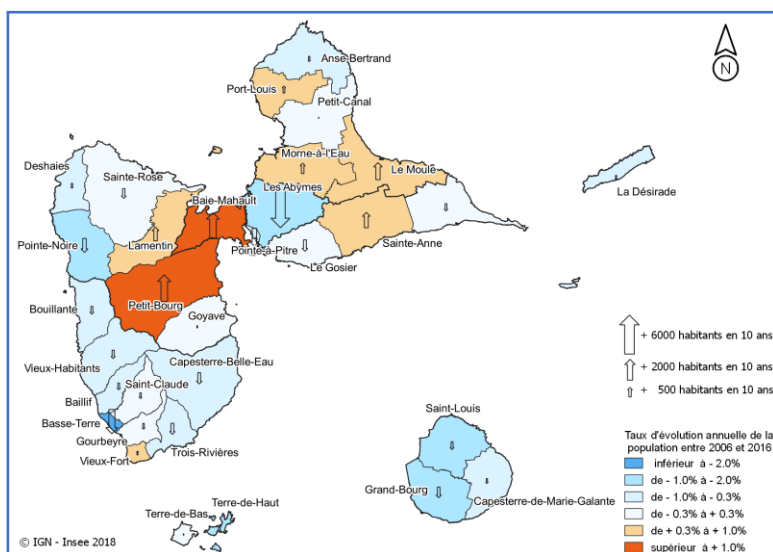 Anse-Bertrand
Port-Louis
Petit-Canal
N
Morne-à-l'Eau
Le Moule
Deshaies
Sainte-Rose
Les Abymes
La Désirade
Baie-Mahault
Lamentin
Pointe-Noire
Pointe-à-Pitre
Sainte-Anne
Le Gosier
Petit-Bourg
Bouillante
Goyave
+ 6000 habitants en 10 ans
Vieux-Habitants
Capesterre-Belle-Eau
+ 2000 habitants en 10 ans
Saint-Claude
+ 500 habitants en 10 ans
Baillif
Saint-Louis
Basse-Terre
Gourbeyre
Taux d'évolution annuelle de la
population entre 2006 et 2016
Vieux-Fort
Trois-Rivières
inférieur à - 2.0%
de - 1.0% à - 2.0%
Grand-Bourg
Capesterre-de-Marie-Galante
de - 1.0% à - 0.3%
Terre-de-Haut
Terre-de-Bas
de - 0.3% à + 0.3%
de + 0.3% à + 1.0%
© IGN - Insee 2018
supérieur à + 1.0%